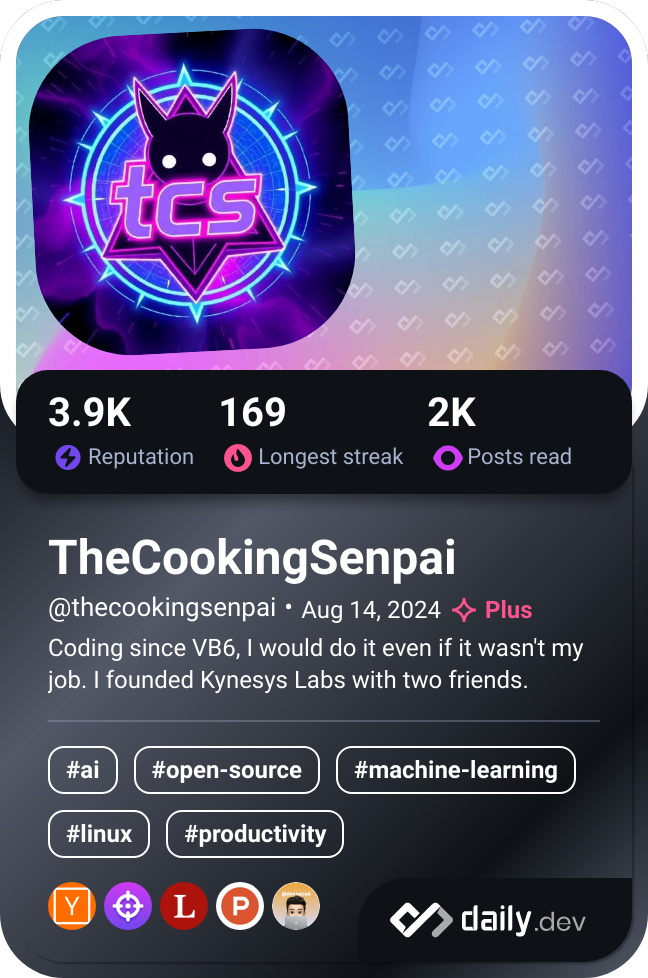 tcs
3.9K
169
2K
Reputation
Longest streak
Posts read
TheCookingSenpai
@thecookingsenpai • Aug 14, 2024 Plus
Coding since VB6, I would do it even if it wasn't my
job. I founded Kynesys Labs with two friends.
#ai
#open-source
#machine-learning
#linux
#productivity
Y
L
P
daily.dev